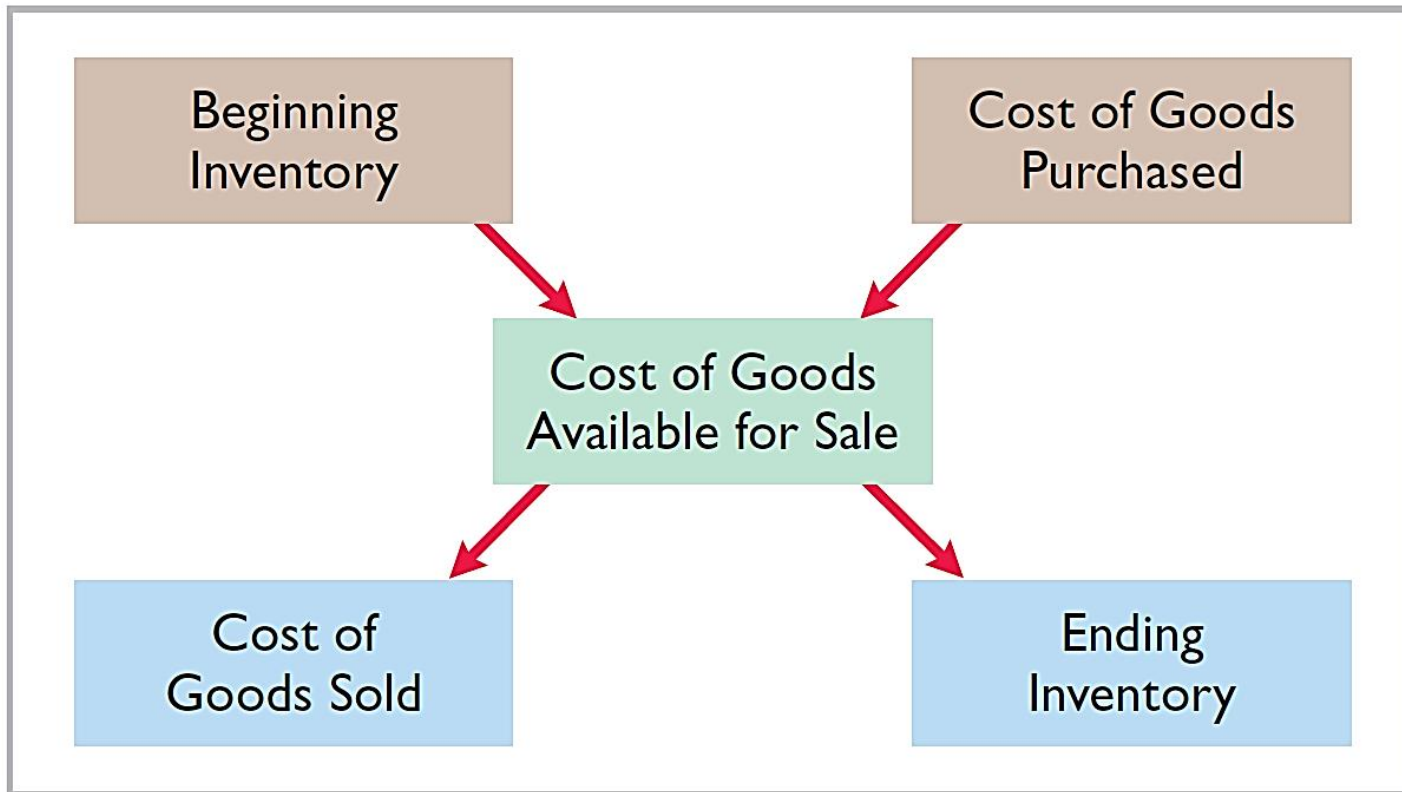 Beginning
Inventory
Cost of Goods
Purchased
Cost of Goods
Available for Sale
Cost of
Goods Sold
Ending
Inventory